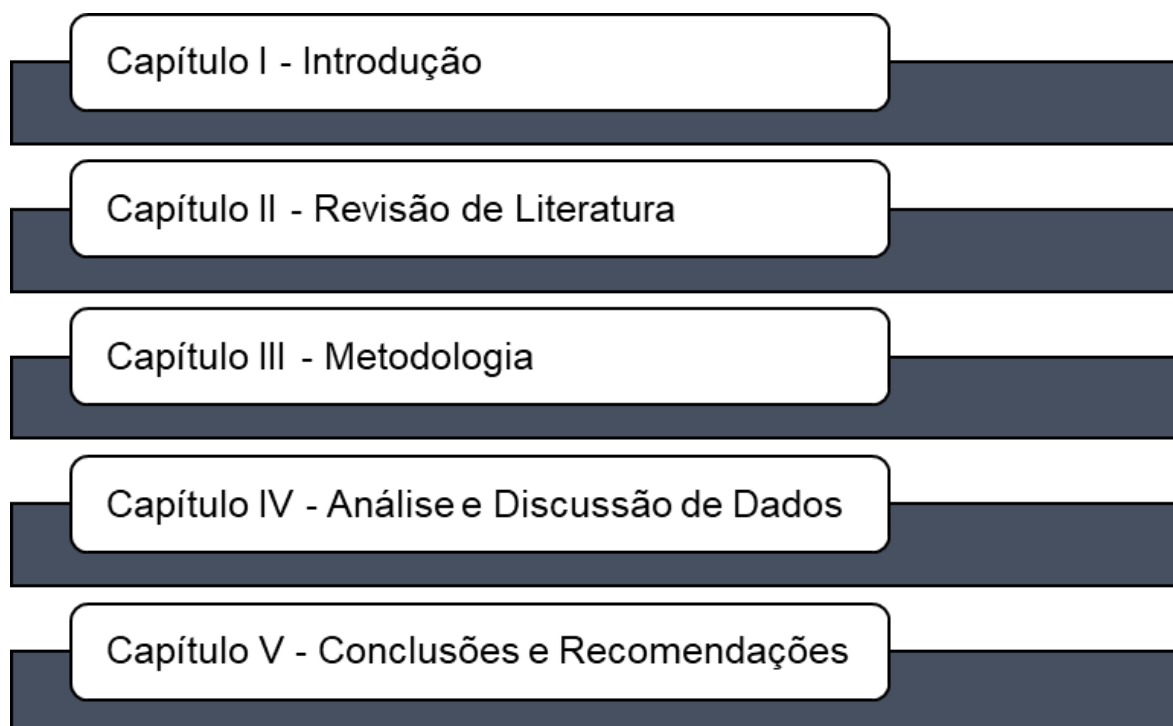 Capítulo I - Introdução
Capítulo II - Revisão de Literatura
Capítulo III - Metodologia
Capítulo IV - Análise e Discussão de Dados
Capítulo V - Conclusões e Recomendações